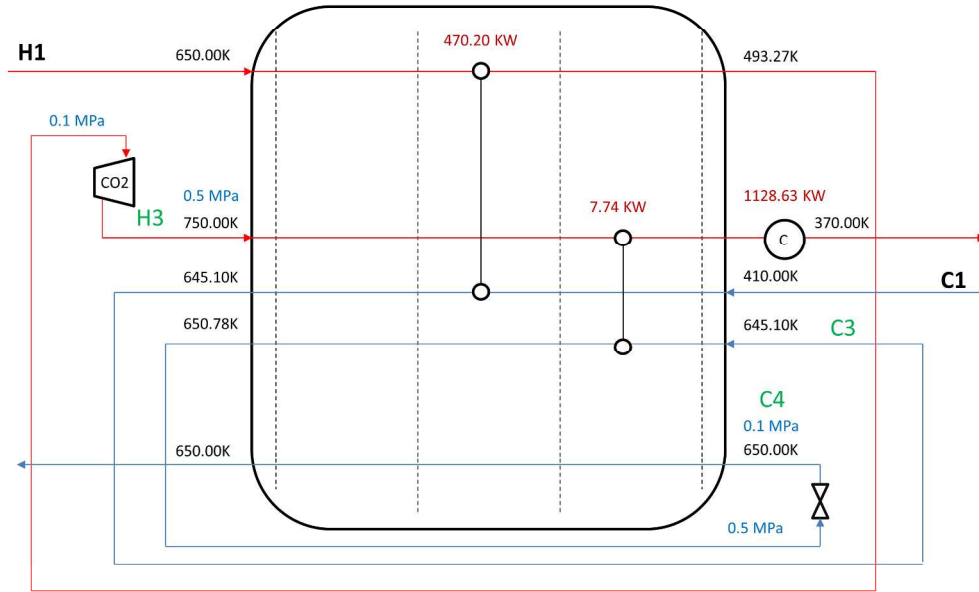 470.20 KW
H1
650.00K
493.27K
0.1 MPa
CO2
H3
0.5 MPa
7.74 KW
1128.63 KW
750.00K
C
370.00K
645.10K
410.00K
C1
650.78K
645.10K
C3
C4
0.1 MPa
650.00K
650.00K
0.5 MPa